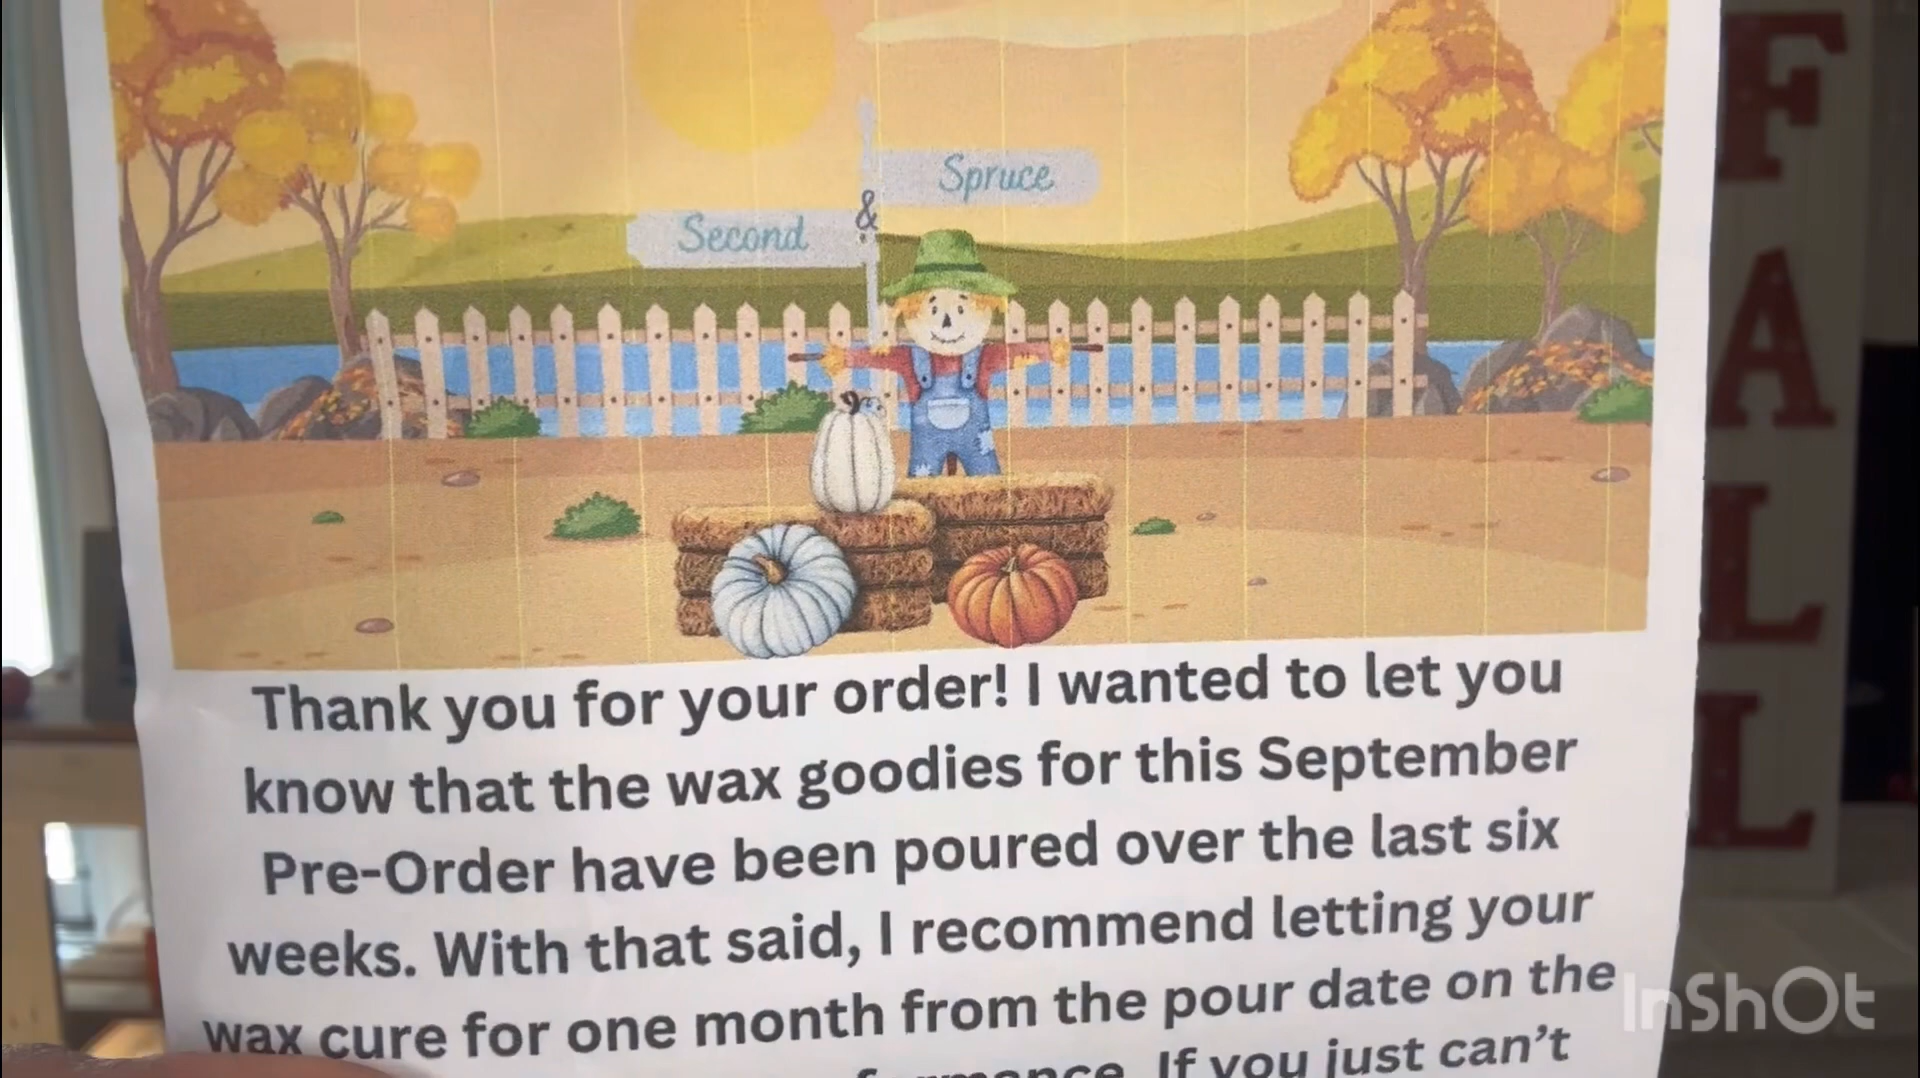 Spruce
&
Second
Thank you for your order! I wanted to let you
know that the wax goodies for this September
Pre-Order have been poured over the last six
weeks. With that said, I recommend letting your
wax cure for one month from the pour date on the
If you just can't
FALL
InShOt